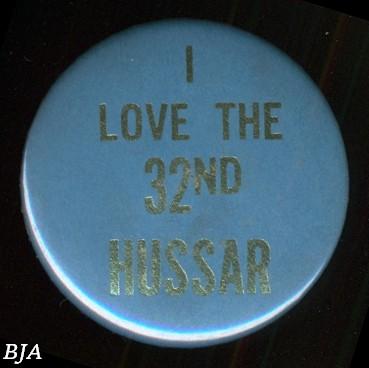 I
LOVE THE
32ND
HUSSAR
BJA